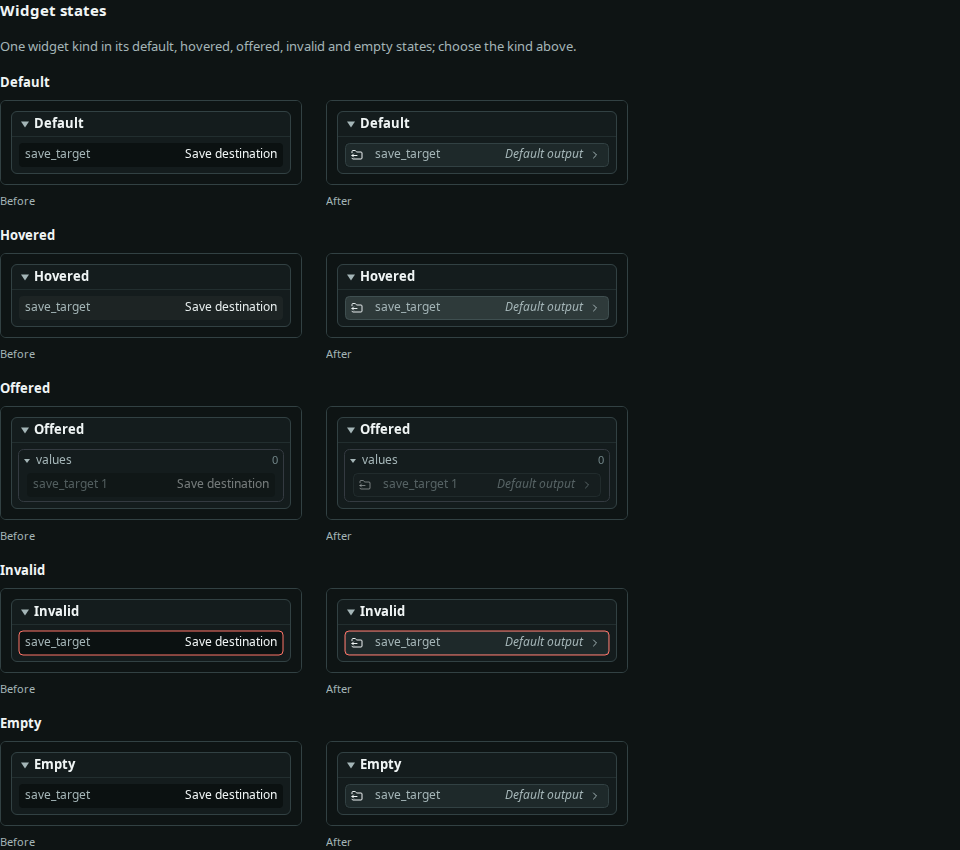 Widget states
One widget kind in its default, hovered, offered, invalid and empty states; choose the kind above.
Default
Default
save_target Save destination
Before
Default
save_target Default output
After
Hovered
Hovered
save_target Save destination
Before
Hovered
save_target Default output
After
Offered
Offered
values 0
save_target 1 Save destination
Before
Offered
values 0
save_target 1 Default output
After
Invalid
Invalid
save_target Save destination
Before
Invalid
save_target Default output
After
Empty
Empty
save_target Save destination
Before
Empty
save_target Default output
After